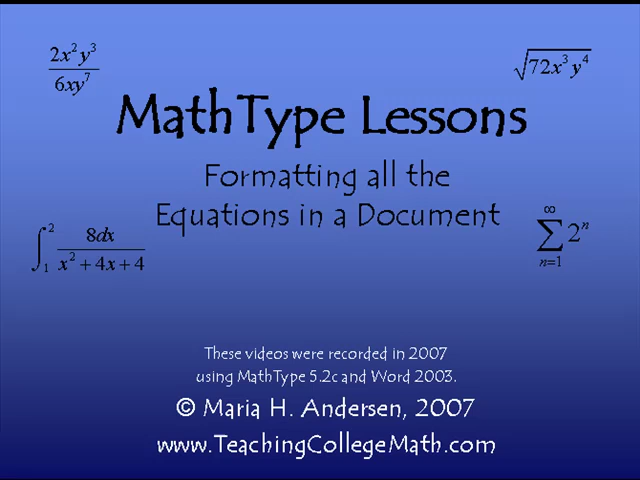 2x²y³
6xy⁷
√72x³y⁴
MathType Lessons
Formatting all the
Equations in a Document
∫₁² 8dx
x² + 4x + 4
∞
∑ 2ⁿ
n=1
These videos were recorded in 2007
using MathType 5.2c and Word 2003.
© Maria H. Andersen, 2007
www.TeachingCollegeMath.com